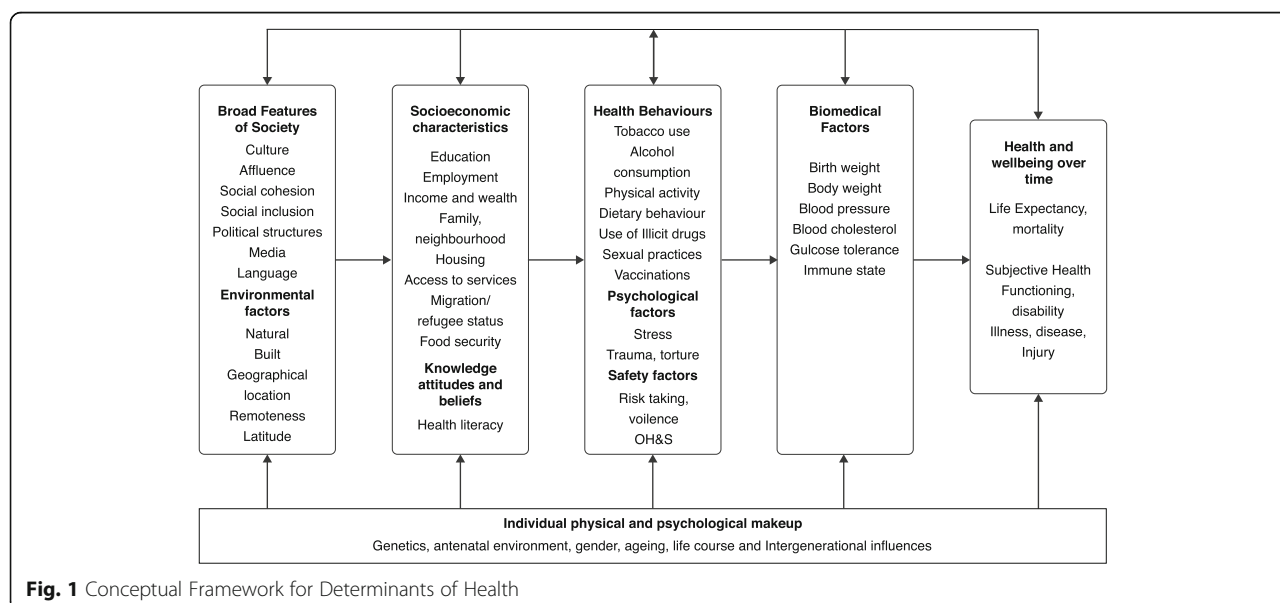 Broad Features
of Society
Culture
Affluence
Social cohesion
Social inclusion
Political structures
Media
Language
Environmental
factors
Natural
Built
Geographical
location
Remoteness
Latitude
Socioeconomic
characteristics
Education
Employment
Income and wealth
Family,
neighbourhood
Housing
Access to services
Migration/
refugee status
Food security
Knowledge
attitudes and
beliefs
Health literacy
Health Behaviours
Tobacco use
Alcohol
consumption
Physical activity
Dietary behaviour
Use of Illicit drugs
Sexual practices
Vaccinations
Psychological
factors
Stress
Trauma, torture
Safety factors
Risk taking,
voilence
OH&S
Biomedical
Factors
Birth weight
Body weight
Blood pressure
Blood cholesterol
Gulcose tolerance
Immune state
Health and
wellbeing over
time
Life Expectancy,
mortality
Subjective Health
Functioning,
disability
Illness, disease,
Injury
Individual physical and psychological makeup
Genetics, antenatal environment, gender, ageing, life course and Intergenerational influences
Fig. 1 Conceptual Framework for Determinants of Health